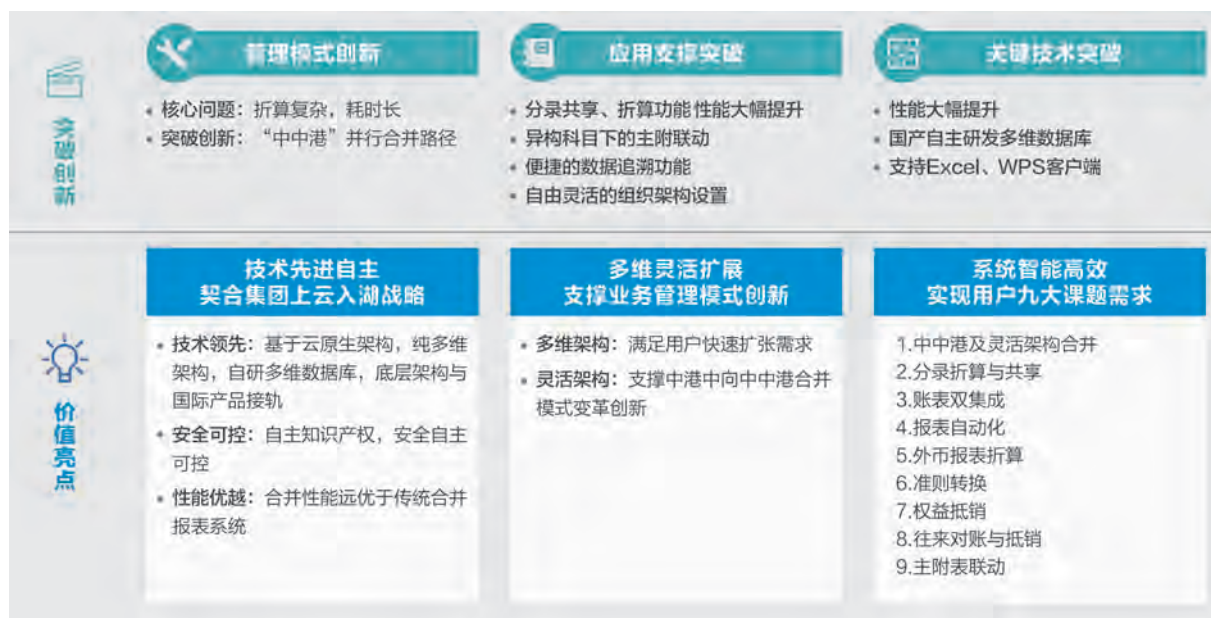 突破创新
管理模式创新
• 核心问题：折算复杂，耗时长
• 突破创新：“中中港”并行合并路径
应用支撑突破
• 分录共享、折算功能性能大幅提升
• 异构科目下的主附联动
• 便捷的数据追溯功能
• 自由灵活的组织架构设置
关键技术突破
• 性能大幅提升
• 国产自主研发多维数据库
• 支持Excel、WPS客户端
价值亮点
技术先进自主
契合集团上云入湖战略
• 技术领先：基于云原生架构，纯多维
架构，自研多维数据库，底层架构与
国际产品接轨
• 安全可控：自主知识产权，安全自主
可控
• 性能优越：合并性能远优于传统合并
报表系统
多维灵活扩展
支撑业务管理模式创新
• 多维架构：满足用户快速扩张需求
• 灵活架构：支撑中港中向中中港合并
模式变革创新
系统智能高效
实现用户九大课题需求
1.中中港及灵活架构合并
2.分录折算与共享
3.账表双集成
4.报表自动化
5.外币报表折算
6.准则转换
7.权益抵销
8.往来对账与抵销
9.主附表联动